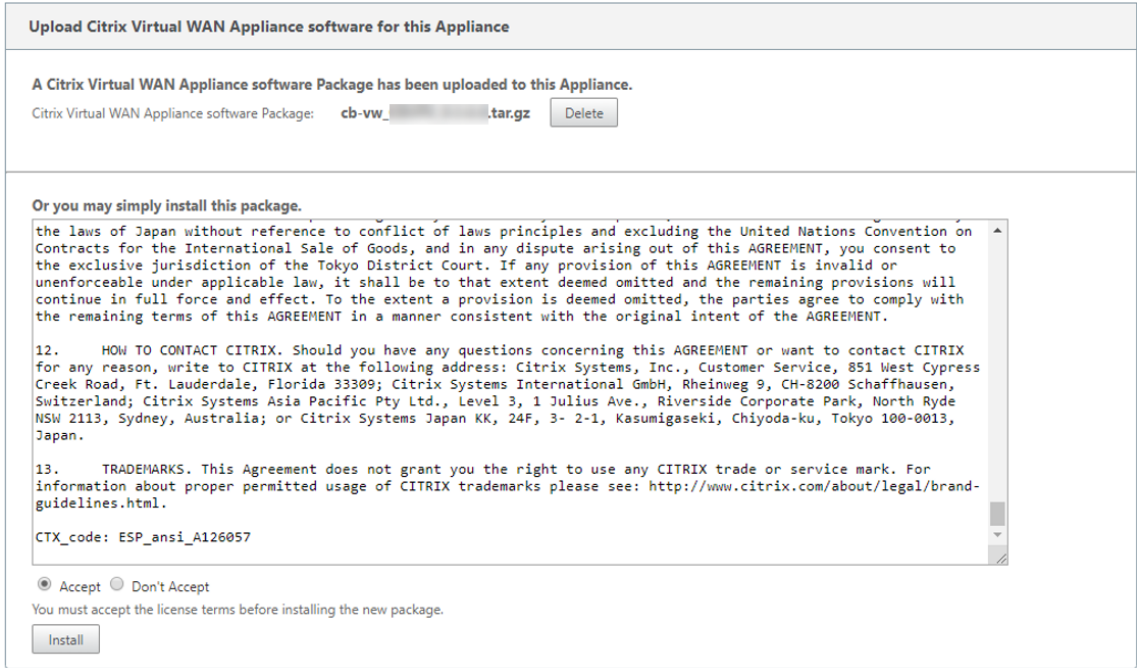 Upload Citrix Virtual WAN Appliance software for this Appliance
A Citrix Virtual WAN Appliance software Package has been uploaded to this Appliance.
Citrix Virtual WAN Appliance software Package: cb-vw_ .tar.gz Delete
Or you may simply install this package.
the laws of Japan without reference to conflict of laws principles and excluding the United Nations Convention on
Contracts for the International Sale of Goods, and in any dispute arising out of this AGREEMENT, you consent to
the exclusive jurisdiction of the Tokyo District Court. If any provision of this AGREEMENT is invalid or
unenforceable under applicable law, it shall be to that extent deemed omitted and the remaining provisions will
continue in full force and effect. To the extent a provision is deemed omitted, the parties agree to comply with
the remaining terms of this AGREEMENT in a manner consistent with the original intent of the AGREEMENT.
12. HOW TO CONTACT CITRIX. Should you have any questions concerning this AGREEMENT or want to contact CITRIX
for any reason, write to CITRIX at the following address: Citrix Systems, Inc., Customer Service, 851 West Cypress
Creek Road, Ft. Lauderdale, Florida 33309; Citrix Systems International GmbH, Rheinweg 9, CH-8200 Schaffhausen,
Switzerland; Citrix Systems Asia Pacific Pty Ltd., Level 3, 1 Julius Ave., Riverside Corporate Park, North Ryde
NSW 2113, Sydney, Australia; or Citrix Systems Japan KK, 24F, 3- 2-1, Kasumigaseki, Chiyoda-ku, Tokyo 100-0013,
Japan.
13. TRADEMARKS. This Agreement does not grant you the right to use any CITRIX trade or service mark. For
information about proper permitted usage of CITRIX trademarks please see: http://www.citrix.com/about/legal/brand-
guidelines.html.
CTX_code: ESP_ansi_A126057
Accept Don't Accept
You must accept the license terms before installing the new package.
Install